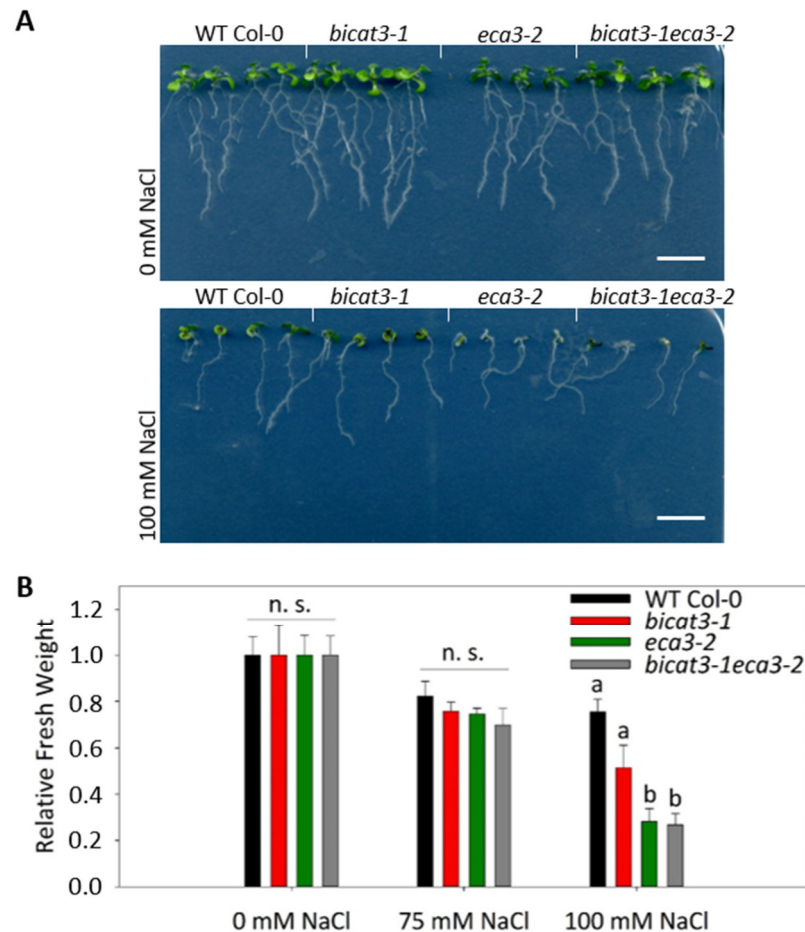 A
WT Col-0 bicat3-1 eca3-2 bicat3-1eca3-2
0 mM NaCl
WT Col-0 bicat3-1 eca3-2 bicat3-1eca3-2
100 mM NaCl
B
Relative Fresh Weight
1.2
1.0
0.8
0.6
0.4
0.2
0.0
n. s.
n. s.
a
a
b
b
WT Col-0
bicat3-1
eca3-2
bicat3-1eca3-2
0 mM NaCl 75 mM NaCl 100 mM NaCl